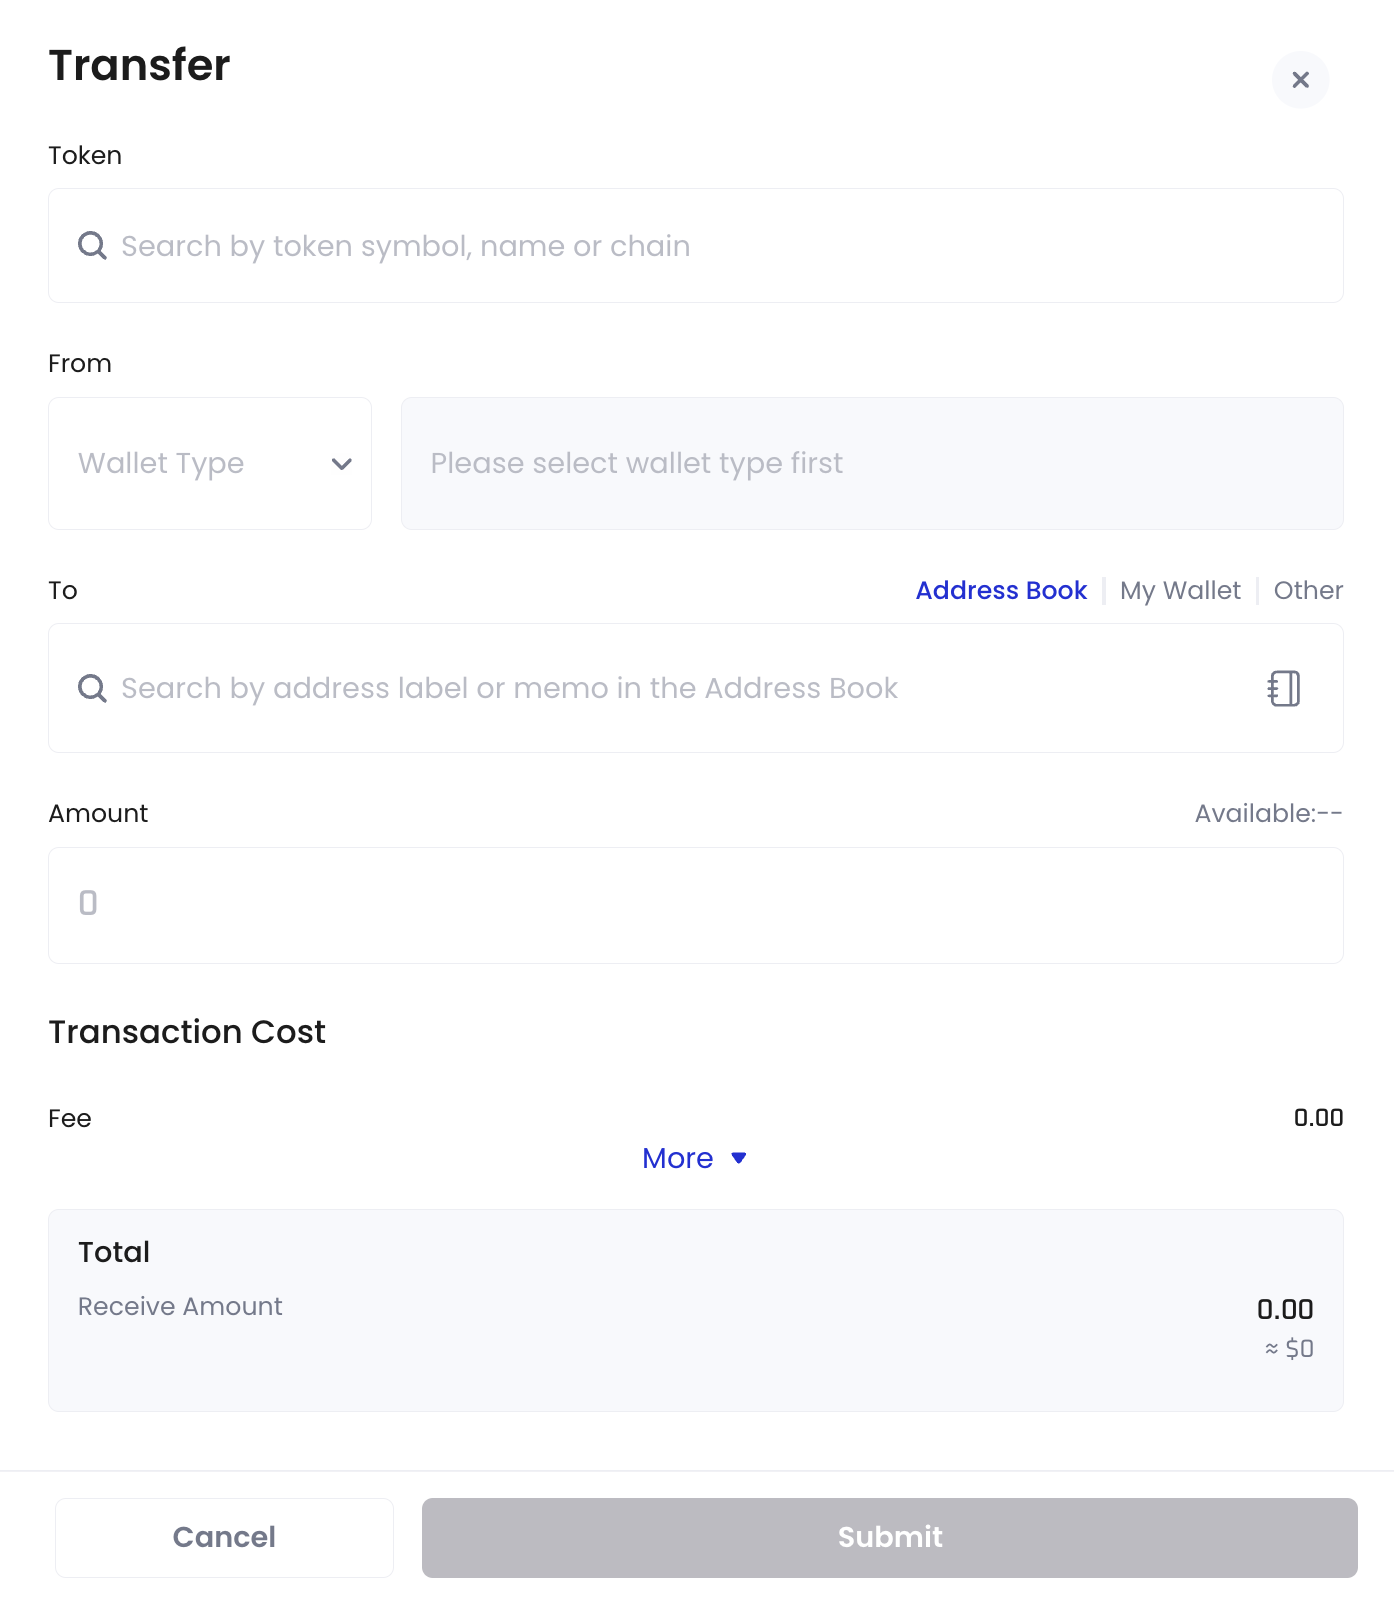 Transfer
Token
Search by token symbol, name or chain
From
Wallet Type
Please select wallet type first
To
Address Book | My Wallet | Other
Search by address label or memo in the Address Book
Amount
Available:--
0
Transaction Cost
Fee
0.00
More
Total
Receive Amount
0.00
≈ $0
Cancel
Submit